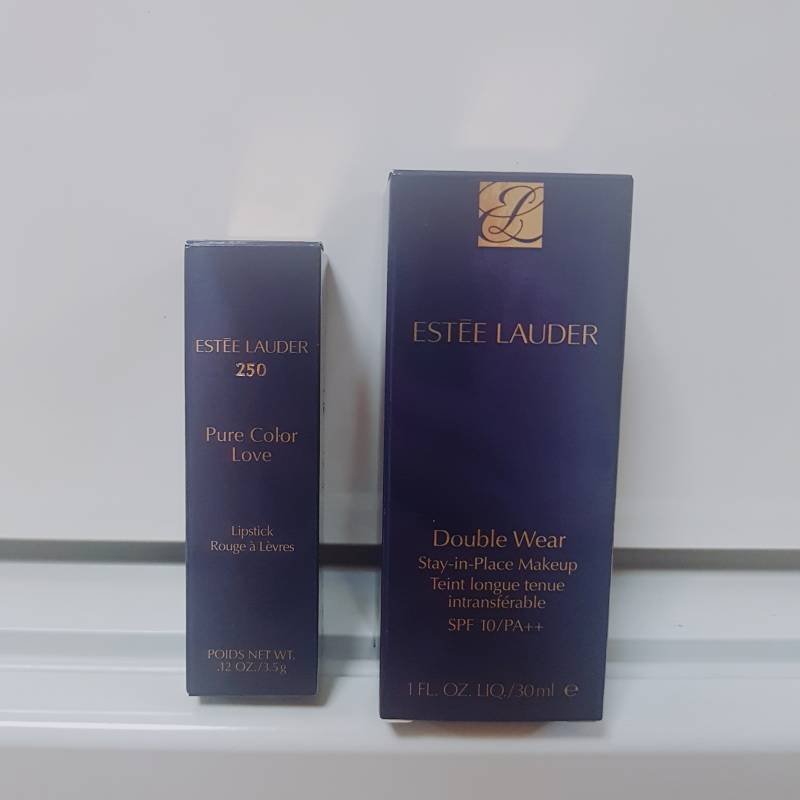 ESTĒE LAUDER
250
Pure Color
Love
Lipstick
Rouge à Lèvres
POIDS NET WT.
.12 OZ./3.5g
EL
ESTĒE LAUDER
Double Wear
Stay-in-Place Makeup
Teint longue tenue
intransférable
SPF 10/PA++
1 FL. OZ. LIQ./30ml e